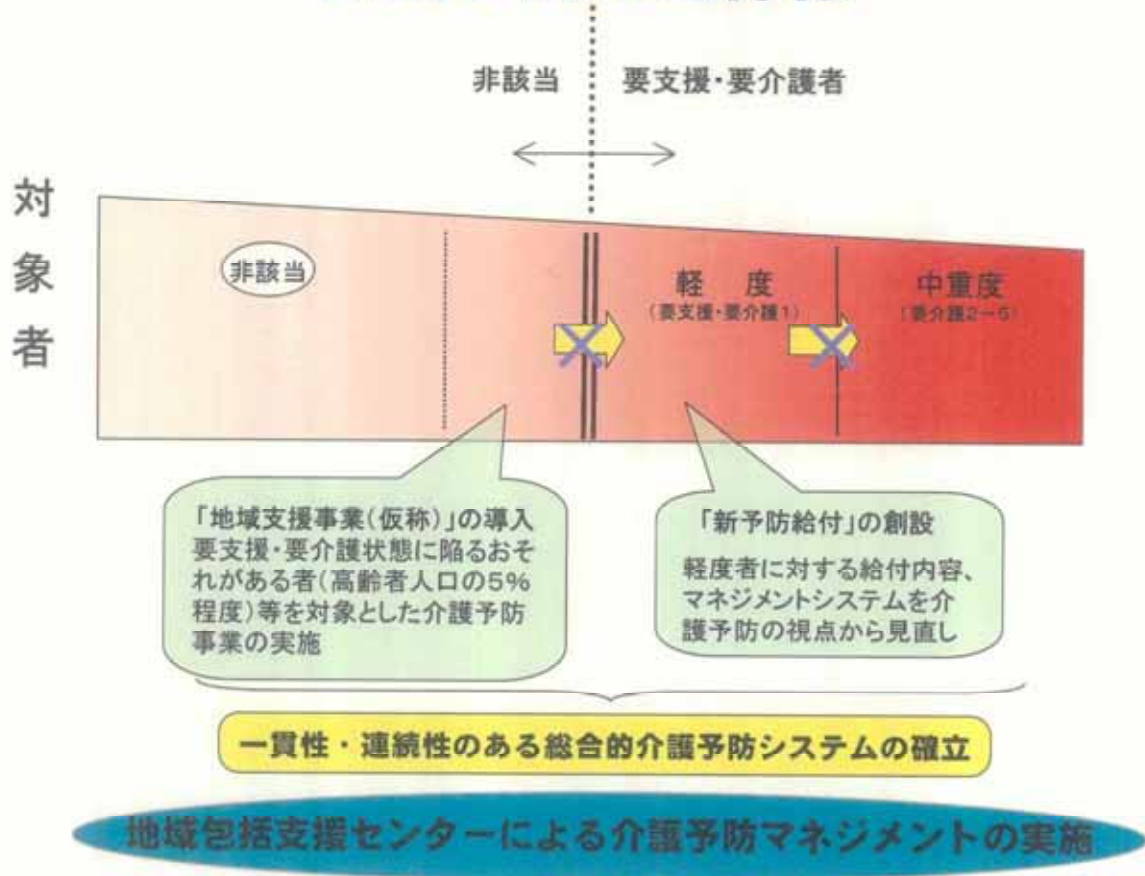 非該当
要支援・要介護者
対象者
非該当
軽 度
(要支援・要介護1)
中重度
(要介護2-5)
「地域支援事業(仮称)」の導入
要支援・要介護状態に陥るおそ
れがある者(高齢者人口の5%
程度)等を対象とした介護予防
事業の実施
「新予防給付」の創設
軽度者に対する給付内容、
マネジメントシステムを介
護予防の視点から見直し
一貫性・連続性のある総合的介護予防システムの確立
地域包括支援センターによる介護予防マネジメントの実施